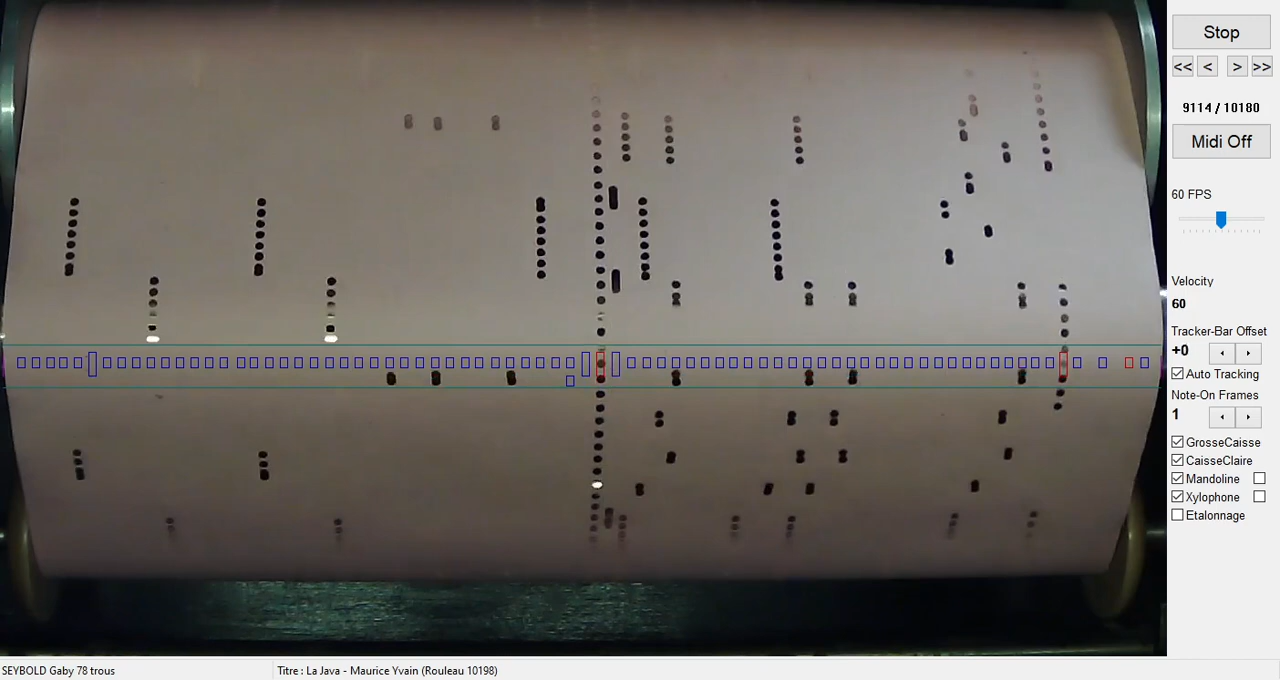 Stop
<< < > >>
9114 / 10180
Midi Off
60 FPS
Velocity
60
Tracker-Bar Offset
+0
Auto Tracking
Note-On Frames
1
GrosseCaisse
CaisseClaire
Mandoline
Xylophone
Etalonnage
SEYBOLD Gaby 78 trous
Titre : La Java - Maurice Yvain (Rouleau 10198)